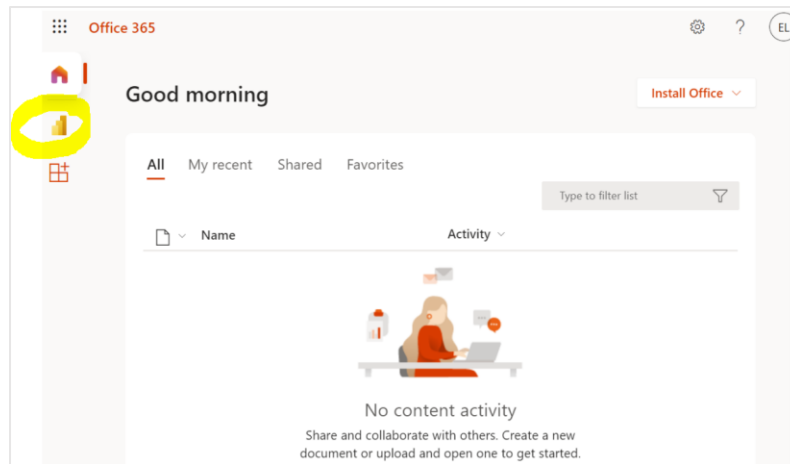 Office 365
?
EL
Good morning
Install Office
All My recent Shared Favorites
Type to filter list
Name Activity
No content activity
Share and collaborate with others. Create a new
document or upload and open one to get started.